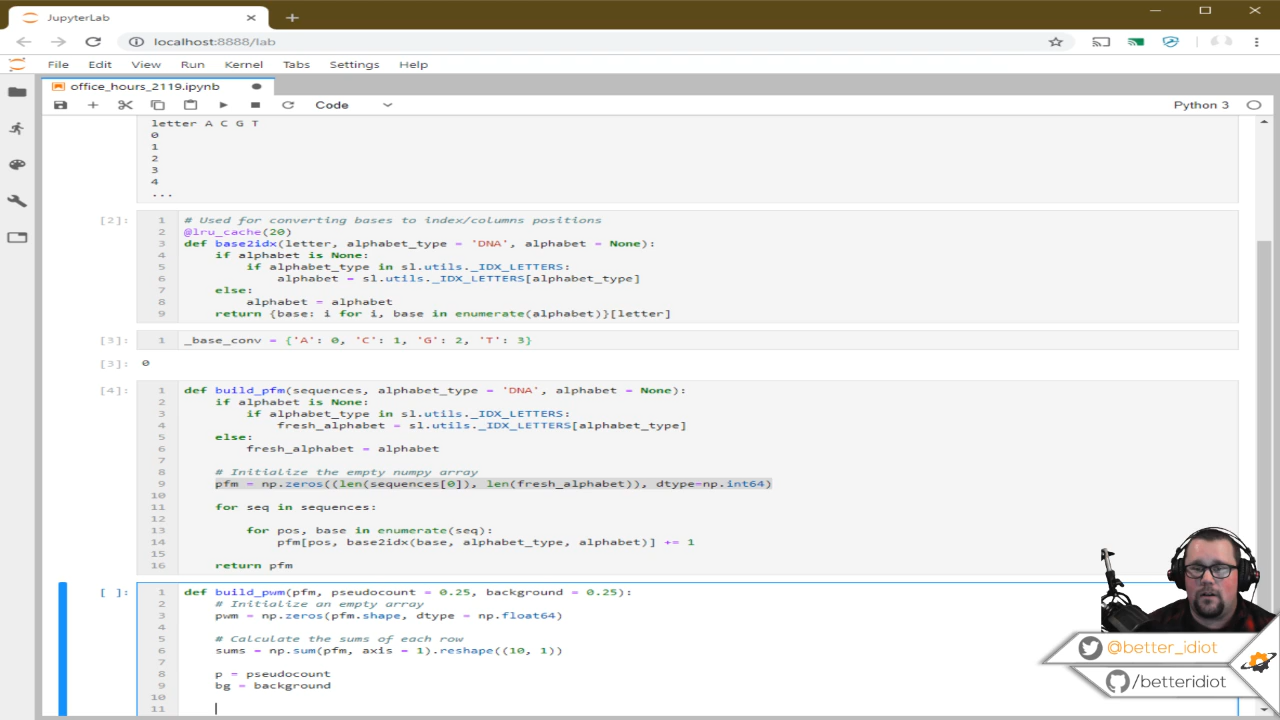 JupyterLab
localhost:8888/lab
File Edit View Run Kernel Tabs Settings Help
office_hours_2119.ipynb
Code Python 3
letter A C G T
0
1
2
3
4
...
[2]:
1 # Used for converting bases to index/columns positions
2 @lru_cache(20)
3 def base2idx(letter, alphabet_type = 'DNA', alphabet = None):
4 if alphabet is None:
5 if alphabet_type in sl.utils._IDX_LETTERS:
6 alphabet = sl.utils._IDX_LETTERS[alphabet_type]
7 else:
8 alphabet = alphabet
9 return {base: i for i, base in enumerate(alphabet)}[letter]
[3]: 1 _base_conv = {'A': 0, 'C': 1, 'G': 2, 'T': 3}
[3]: 0
[4]:
1 def build_pfm(sequences, alphabet_type = 'DNA', alphabet = None):
2 if alphabet is None:
3 if alphabet_type in sl.utils._IDX_LETTERS:
4 fresh_alphabet = sl.utils._IDX_LETTERS[alphabet_type]
5 else:
6 fresh_alphabet = alphabet
7
8 # Initialize the empty numpy array
9 pfm = np.zeros((len(sequences[0]), len(fresh_alphabet)), dtype=np.int64)
10
11 for seq in sequences:
12
13 for pos, base in enumerate(seq):
14 pfm[pos, base2idx(base, alphabet_type, alphabet)] += 1
15
16 return pfm
[ ]:
1 def build_pwm(pfm, pseudocount = 0.25, background = 0.25):
2 # Initialize an empty array
3 pwm = np.zeros(pfm.shape, dtype = np.float64)
4
5 # Calculate the sums of each row
6 sums = np.sum(pfm, axis = 1).reshape((10, 1))
7
8 p = pseudocount
9 bg = background
10
11
@better_idiot
/betteridiot